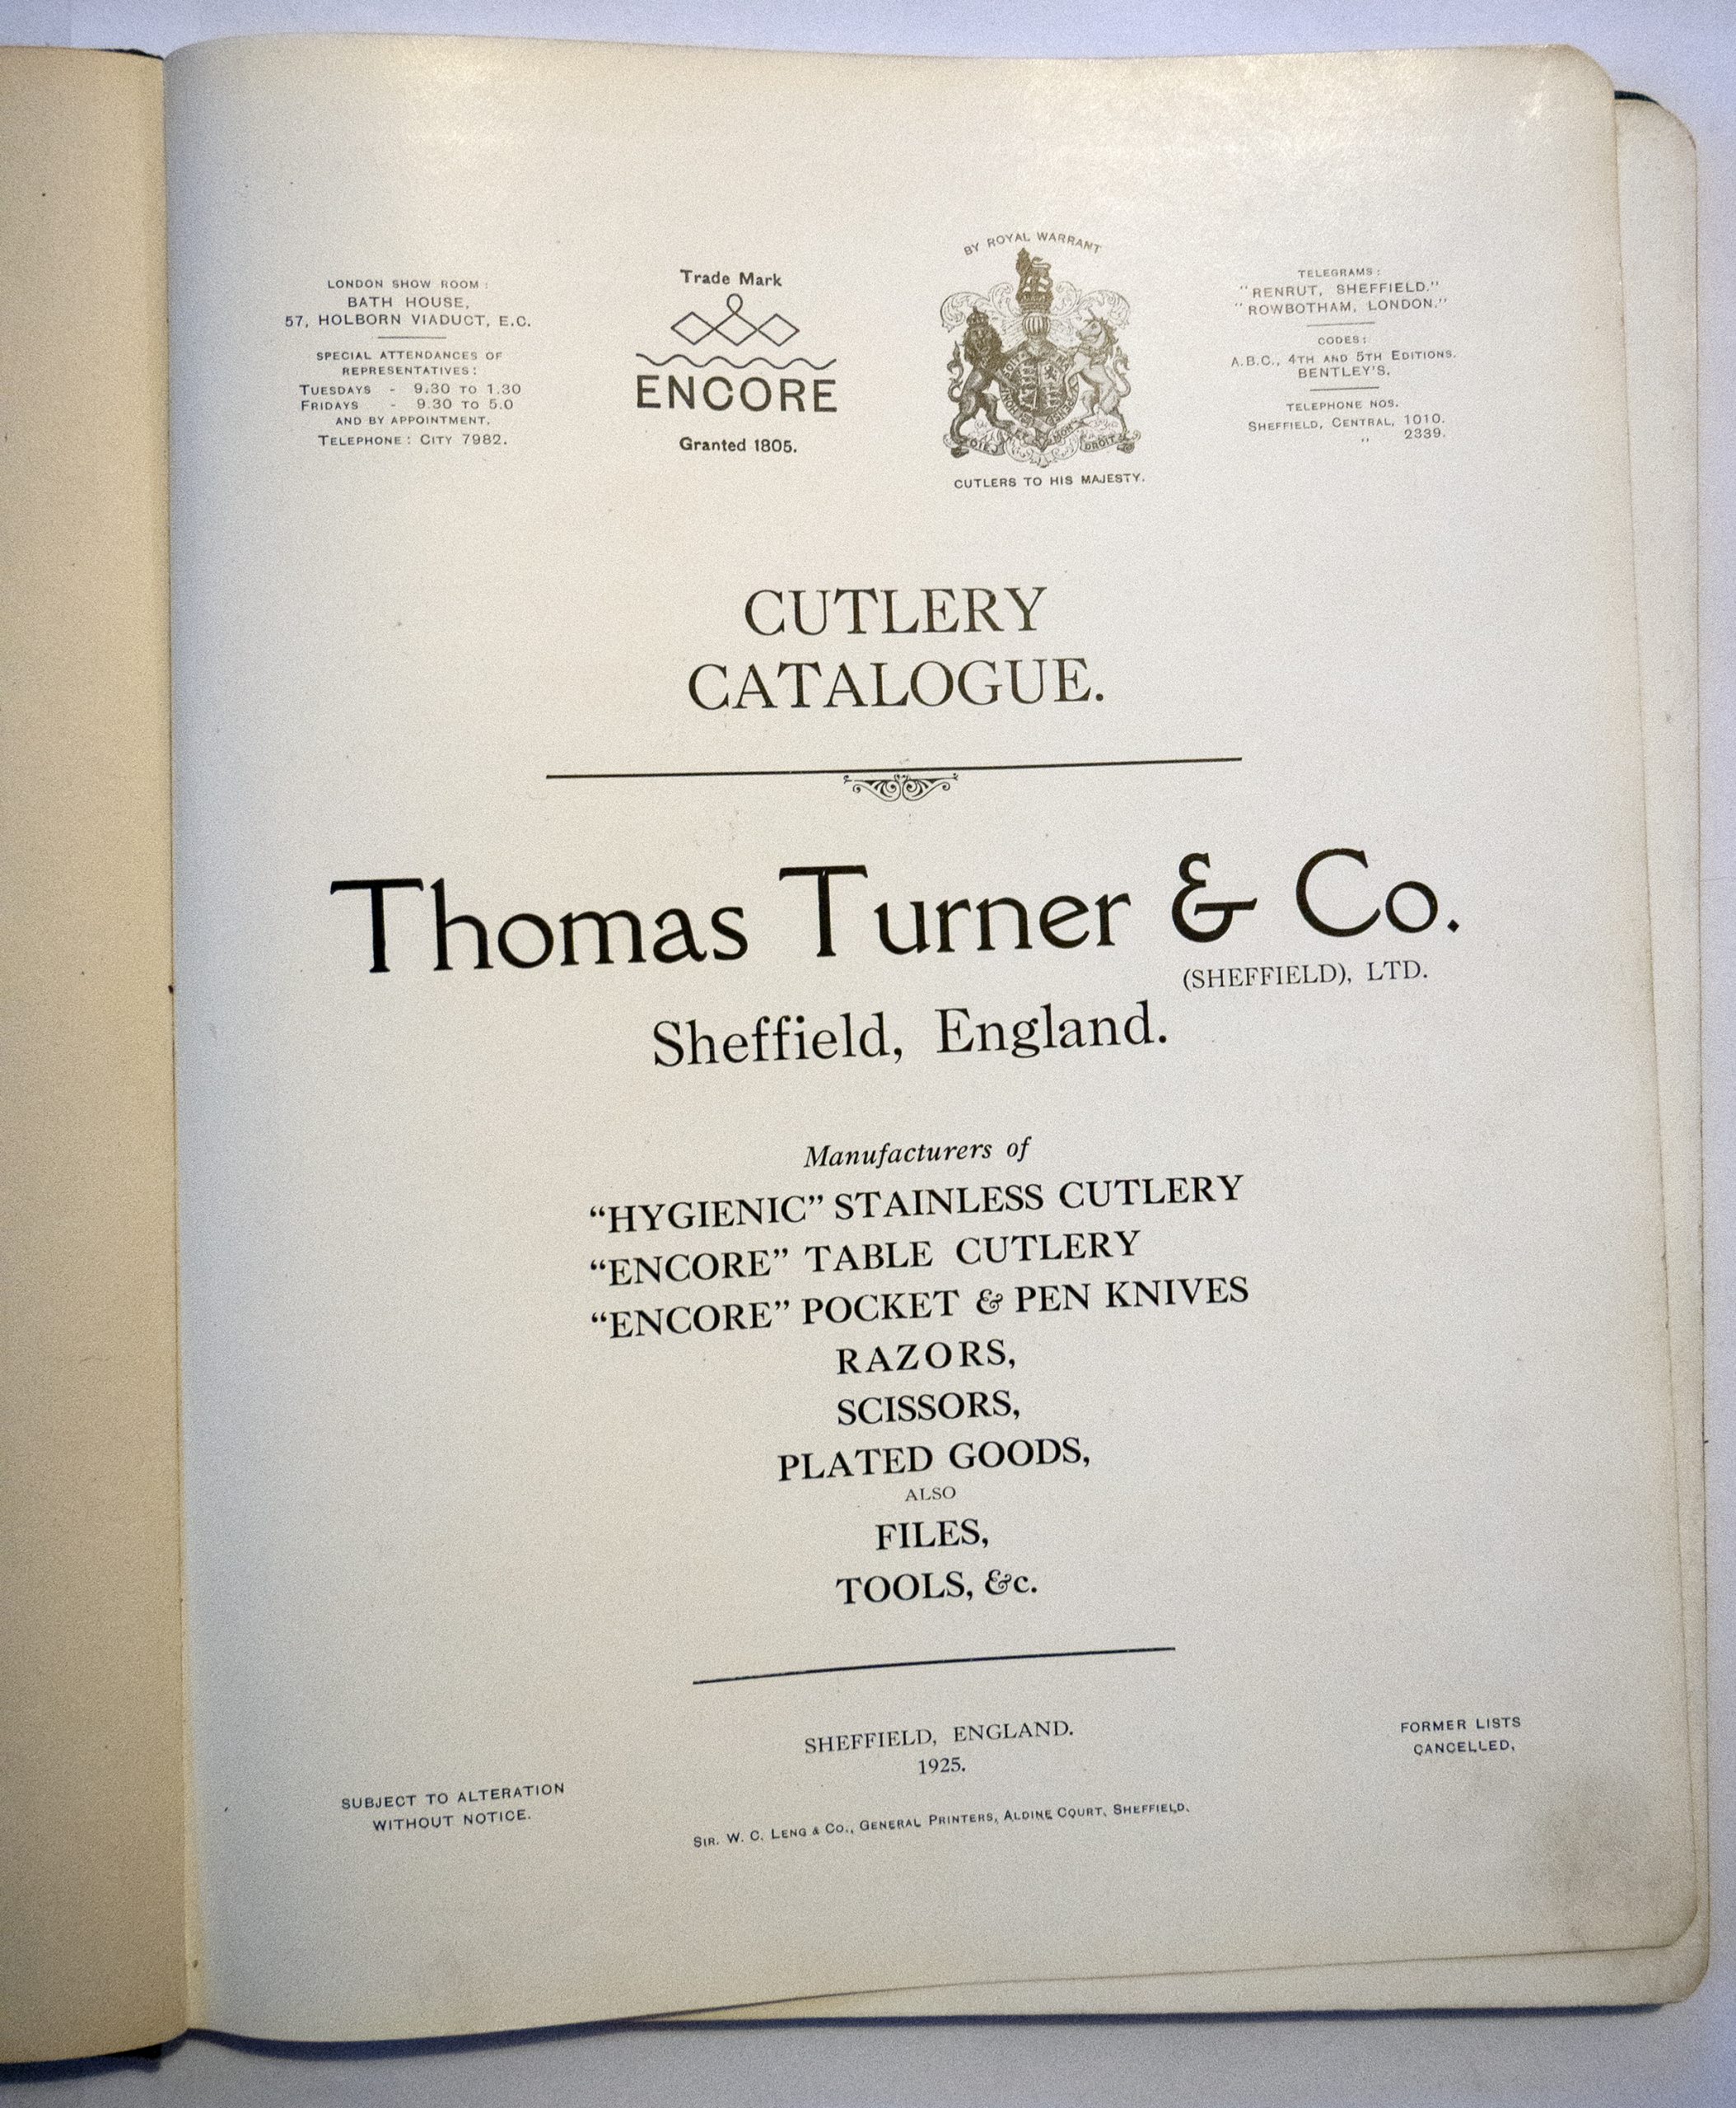 LONDON SHOW ROOM :
BATH HOUSE,
57, HOLBORN VIADUCT, E.C.
SPECIAL ATTENDANCES OF
REPRESENTATIVES :
TUESDAYS - 9.30 TO 1.30
FRIDAYS - 9.30 TO 5.0
AND BY APPOINTMENT.
TELEPHONE : CITY 7982.
Trade Mark
ENCORE
Granted 1805.
BY ROYAL WARRANT
DROIT
CUTLERS TO HIS MAJESTY.
TELEGRAMS :
"RENRUT, SHEFFIELD."
"ROWBOTHAM, LONDON."
CODES :
A.B.C., 4TH AND 5TH EDITIONS.
BENTLEY'S.
TELEPHONE NOS.
SHEFFIELD, CENTRAL, 1010.
,, 2339.
CUTLERY
CATALOGUE.
Thomas Turner & Co.
(SHEFFIELD), LTD.
Sheffield, England.
Manufacturers of
“HYGIENIC” STAINLESS CUTLERY
“ENCORE” TABLE CUTLERY
“ENCORE” POCKET & PEN KNIVES
RAZORS,
SCISSORS,
PLATED GOODS,
ALSO
FILES,
TOOLS, &c.
SHEFFIELD, ENGLAND.
1925.
FORMER LISTS
CANCELLED,
SUBJECT TO ALTERATION
WITHOUT NOTICE.
SIR. W. C. LENG & CO., GENERAL PRINTERS, ALDINE COURT, SHEFFIELD.